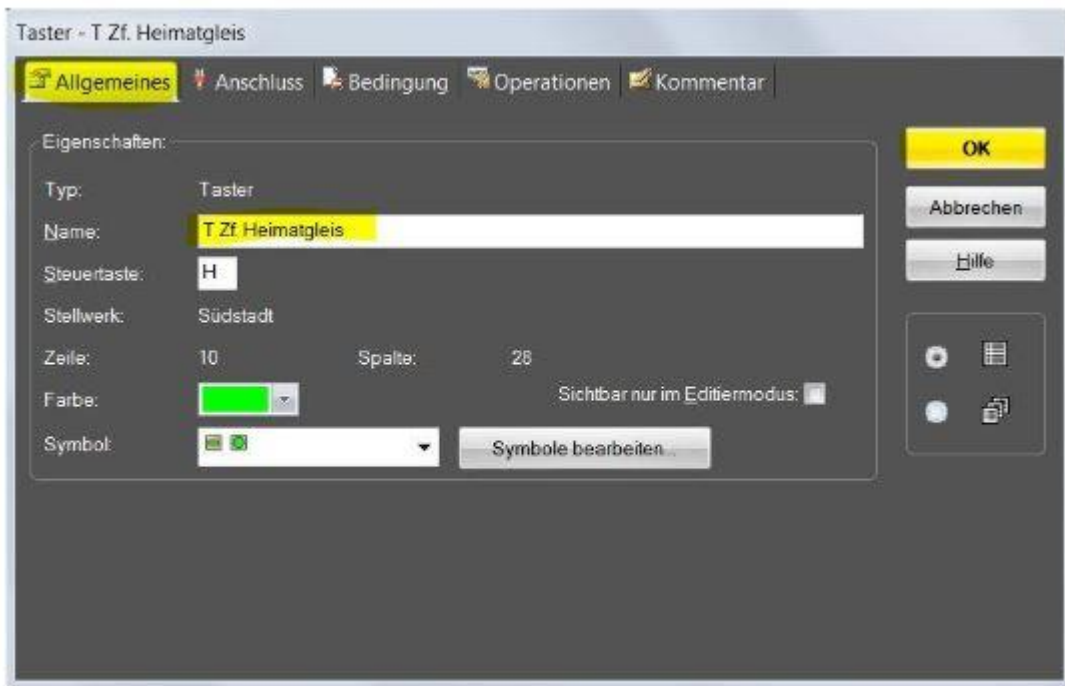 Taster - T Zf. Heimatgleis
Allgemeines Anschluss Bedingung Operationen Kommentar
Eigenschaften:
OK
Typ: Taster
Abbrechen
Name: T Zf. Heimatgleis
Hilfe
Steuertaste: H
Stellwerk: Südstadt
Zeile: 10 Spalte: 28
Farbe: Sichtbar nur im Editiermodus:
Symbol: Symbole bearbeiten...